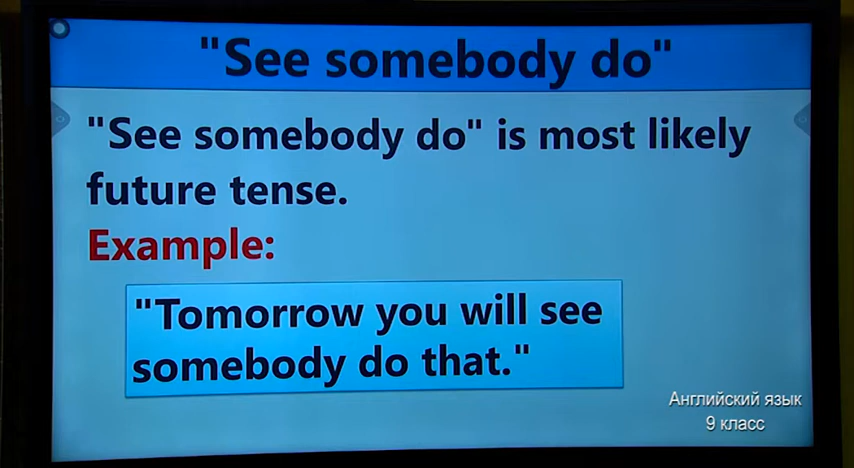 "See somebody do"
"See somebody do" is most likely
future tense.
Example:
"Tomorrow you will see
somebody do that."
Английский язык
9 класс